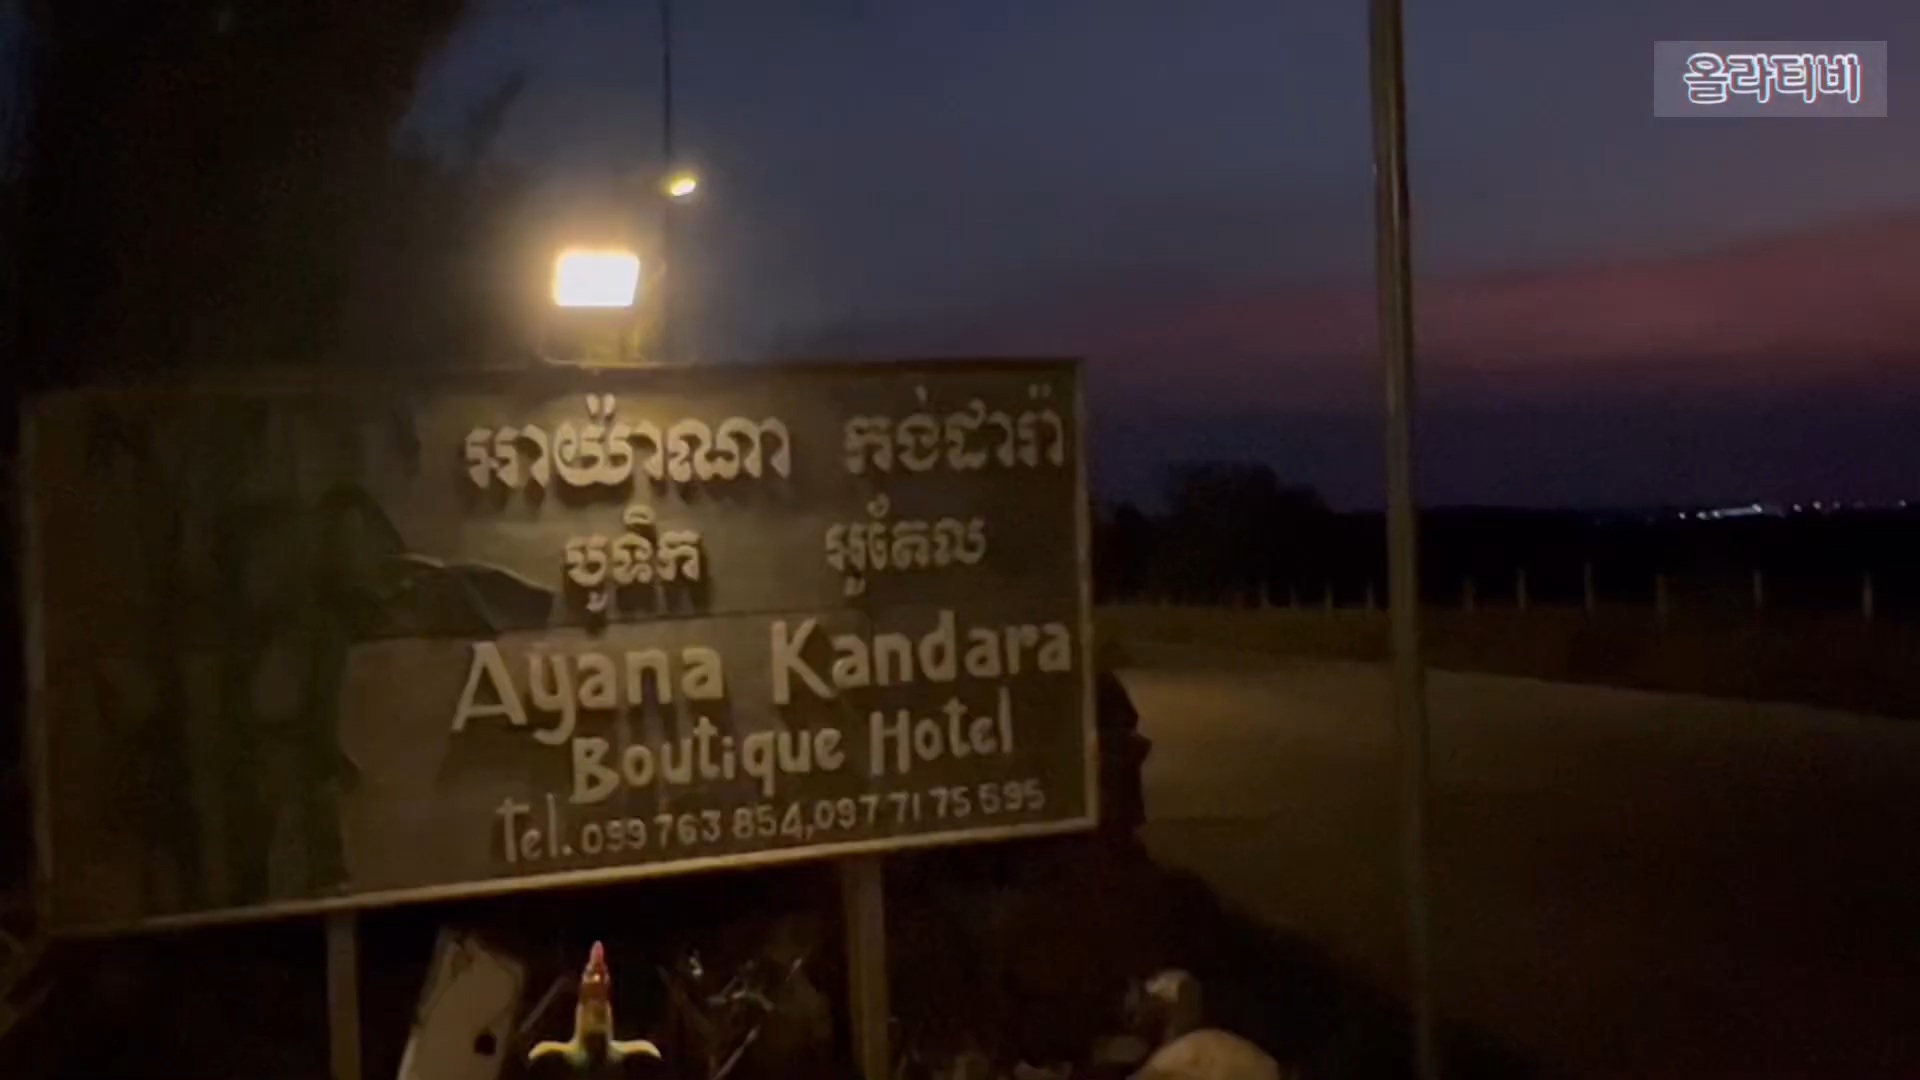 올라티비
អាយ៉ាណា កង់ដារ៉ា
បូទិក អូតែល
Ayana Kandara
Boutique Hotel
Tel. 099 763 854, 097 71 75 695